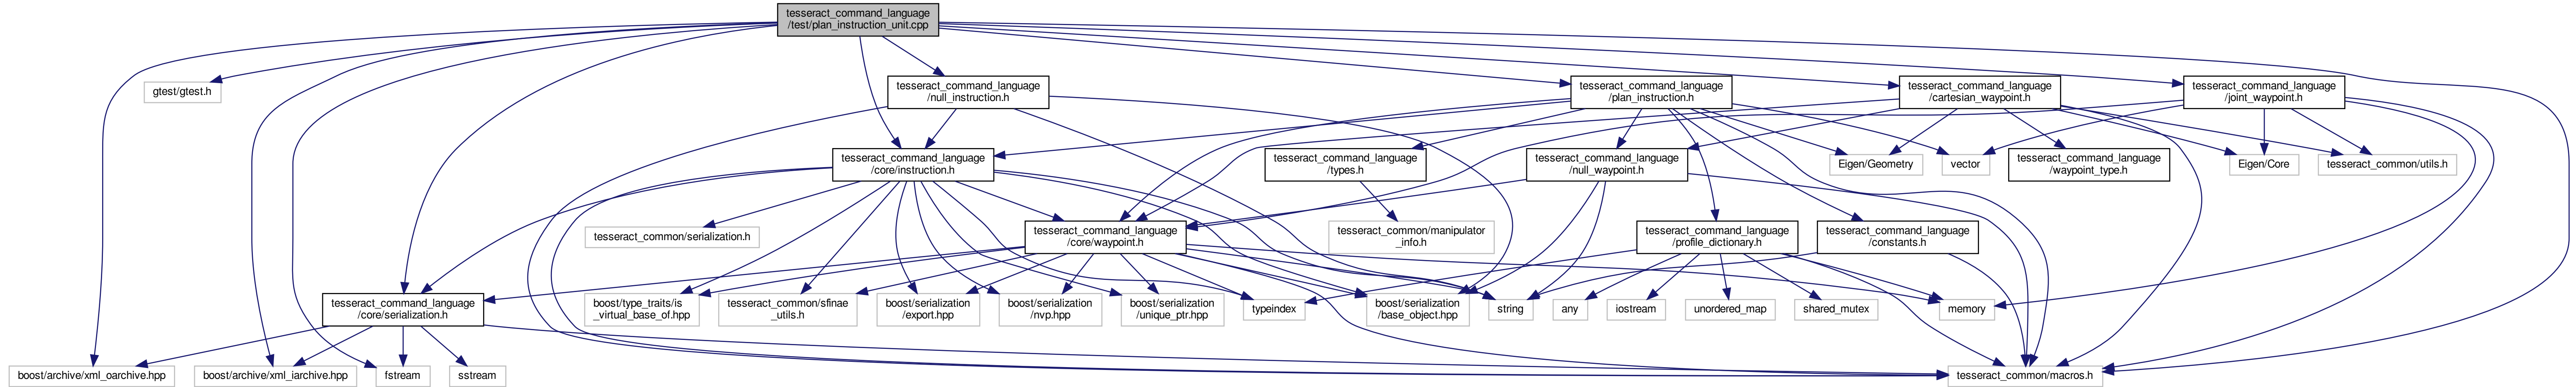 tesseract_command_language
/test/plan_instruction_unit.cpp
gtest/gtest.h
tesseract_command_language
/null_instruction.h
tesseract_command_language
/plan_instruction.h
tesseract_command_language
/cartesian_waypoint.h
tesseract_command_language
/joint_waypoint.h
tesseract_command_language
/core/instruction.h
tesseract_command_language
/types.h
tesseract_command_language
/null_waypoint.h
Eigen/Geometry
vector
tesseract_command_language
/waypoint_type.h
Eigen/Core
tesseract_common/utils.h
tesseract_common/serialization.h
tesseract_command_language
/core/waypoint.h
tesseract_common/manipulator
_info.h
tesseract_command_language
/profile_dictionary.h
tesseract_command_language
/constants.h
tesseract_command_language
/core/serialization.h
boost/type_traits/is
_virtual_base_of.hpp
tesseract_common/sfinae
_utils.h
boost/serialization
/export.hpp
boost/serialization
/nvp.hpp
boost/serialization
/unique_ptr.hpp
typeindex
boost/serialization
/base_object.hpp
string
any
iostream
unordered_map
shared_mutex
memory
boost/archive/xml_oarchive.hpp
boost/archive/xml_iarchive.hpp
fstream
sstream
tesseract_common/macros.h